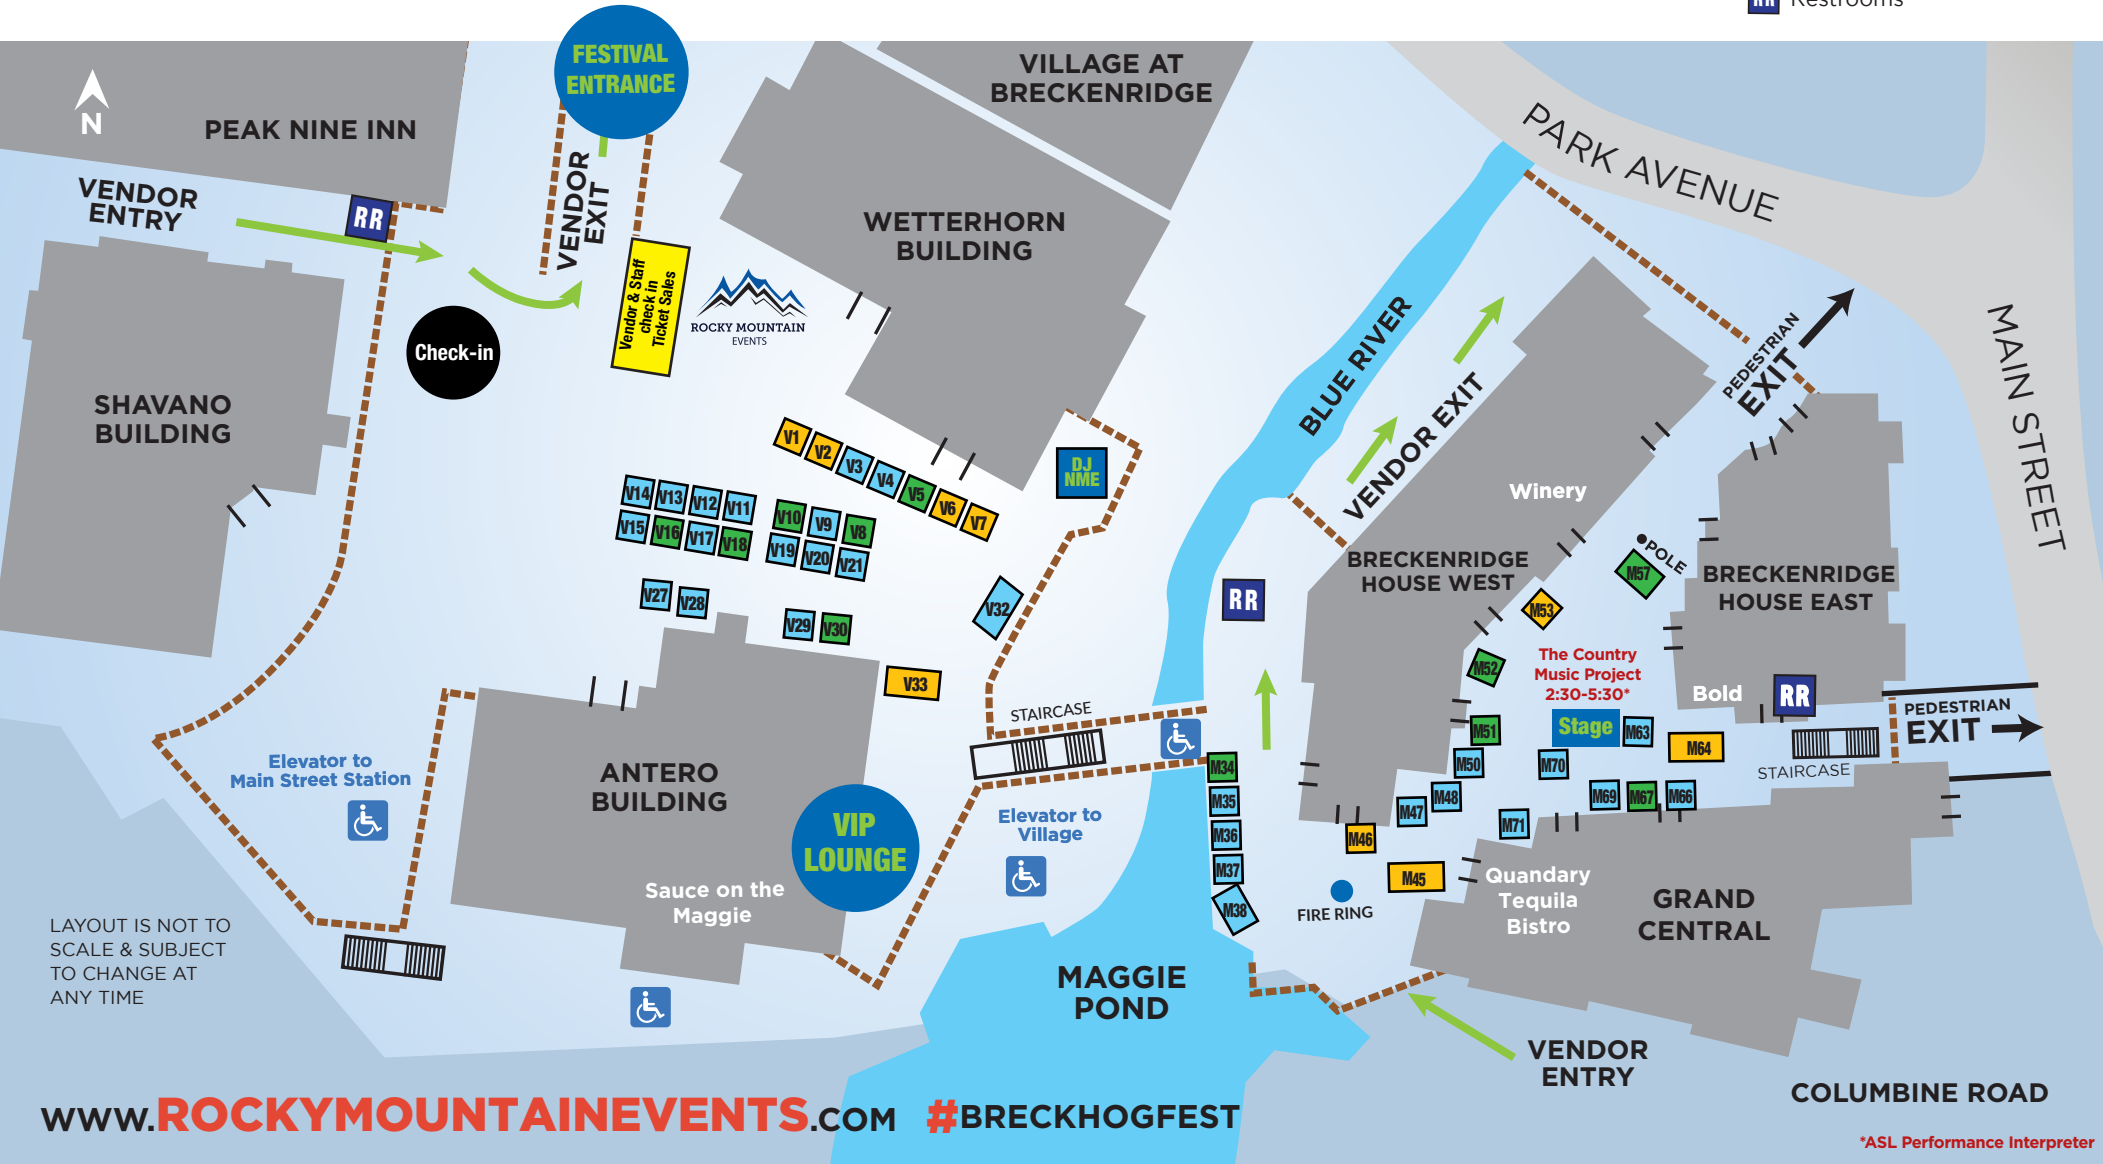 RR Restrooms
FESTIVAL
ENTRANCE
VILLAGE AT
BRECKENRIDGE
N
PEAK NINE INN
PARK AVENUE
VENDOR
ENTRY
RR
VENDOR
EXIT
WETTERHORN
BUILDING
Vendor & Staff
check in
Ticket Sales
ROCKY MOUNTAIN
EVENTS
Check-in
BLUE RIVER
PEDESTRIAN
EXIT
MAIN STREET
SHAVANO
BUILDING
VENDOR EXIT
V1
V2
V3
V4
V5
V6
V7
DJ
NME
V14
V13
V12
V11
V10
V9
V8
V15
V16
V17
V18
V19
V20
V21
Winery
POLE
M57
BRECKENRIDGE
HOUSE WEST
BRECKENRIDGE
HOUSE EAST
V27
V28
V29
V30
V32
RR
M53
V33
M52
The Country
Music Project
2:30-5:30*
Bold
RR
STAIRCASE
M51
Stage
M63
M64
PEDESTRIAN
EXIT
STAIRCASE
Elevator to
Main Street Station
ANTERO
BUILDING
M34
M35
M36
M37
M38
M50
M70
M48
M47
M69
M67
M66
M71
M46
M45
VIP
LOUNGE
Elevator to
Village
Sauce on the
Maggie
FIRE RING
Quandary
Tequila
Bistro
GRAND
CENTRAL
LAYOUT IS NOT TO
SCALE & SUBJECT
TO CHANGE AT
ANY TIME
MAGGIE
POND
VENDOR
ENTRY
COLUMBINE ROAD
WWW.ROCKYMOUNTAINEVENTS.COM #BRECKHOGFEST
*ASL Performance Interpreter